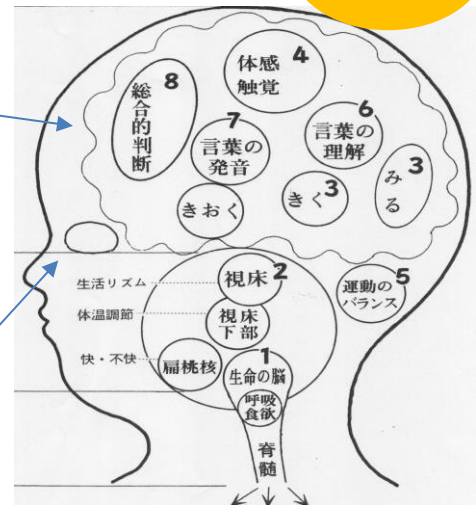 4
体感
触覚
8
総合的判断
7
言葉の
発音
6
言葉の
理解
3
みる
3
きく
きおく
生活リズム
2
視床
5
運動の
バランス
体温調節
視床
下部
快・不快
扁桃核
1
生命の脳
呼吸
食欲
脊髄